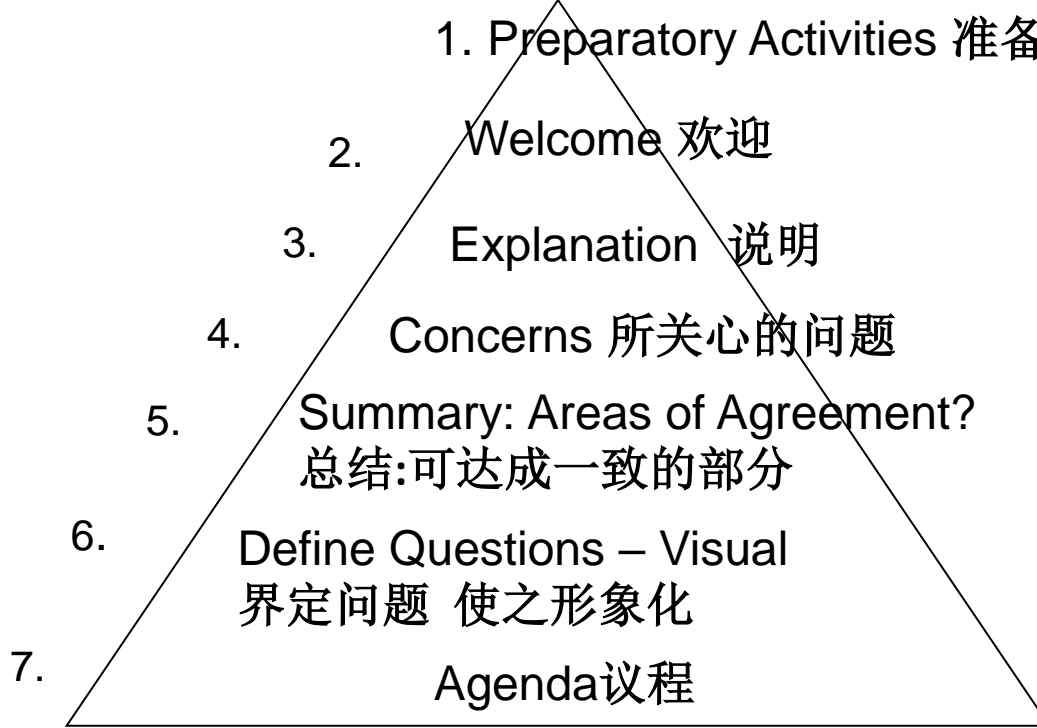 1. Preparatory Activities 准备
2. Welcome 欢迎
3. Explanation 说明
4. Concerns 所关心的问题
5. Summary: Areas of Agreement?
总结:可达成一致的部分
6. Define Questions – Visual
界定问题 使之形象化
7. Agenda议程